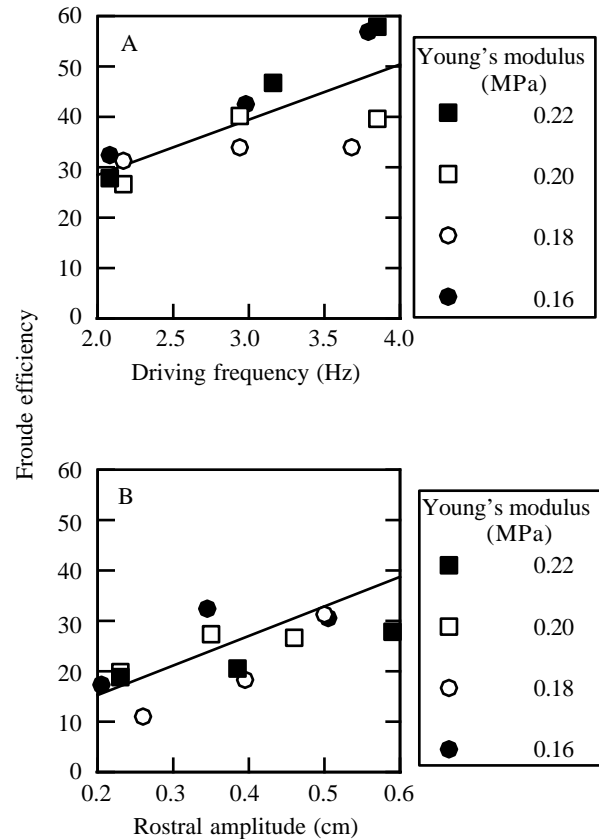 Froude efficiency
A
60
50
40
30
20
10
0
2.0 2.5 3.0 3.5 4.0
Driving frequency (Hz)
Young's modulus
(MPa)
0.22
0.20
0.18
0.16
B
60
50
40
30
20
10
0
0.2 0.3 0.4 0.5 0.6
Rostral amplitude (cm)
Young's modulus
(MPa)
0.22
0.20
0.18
0.16